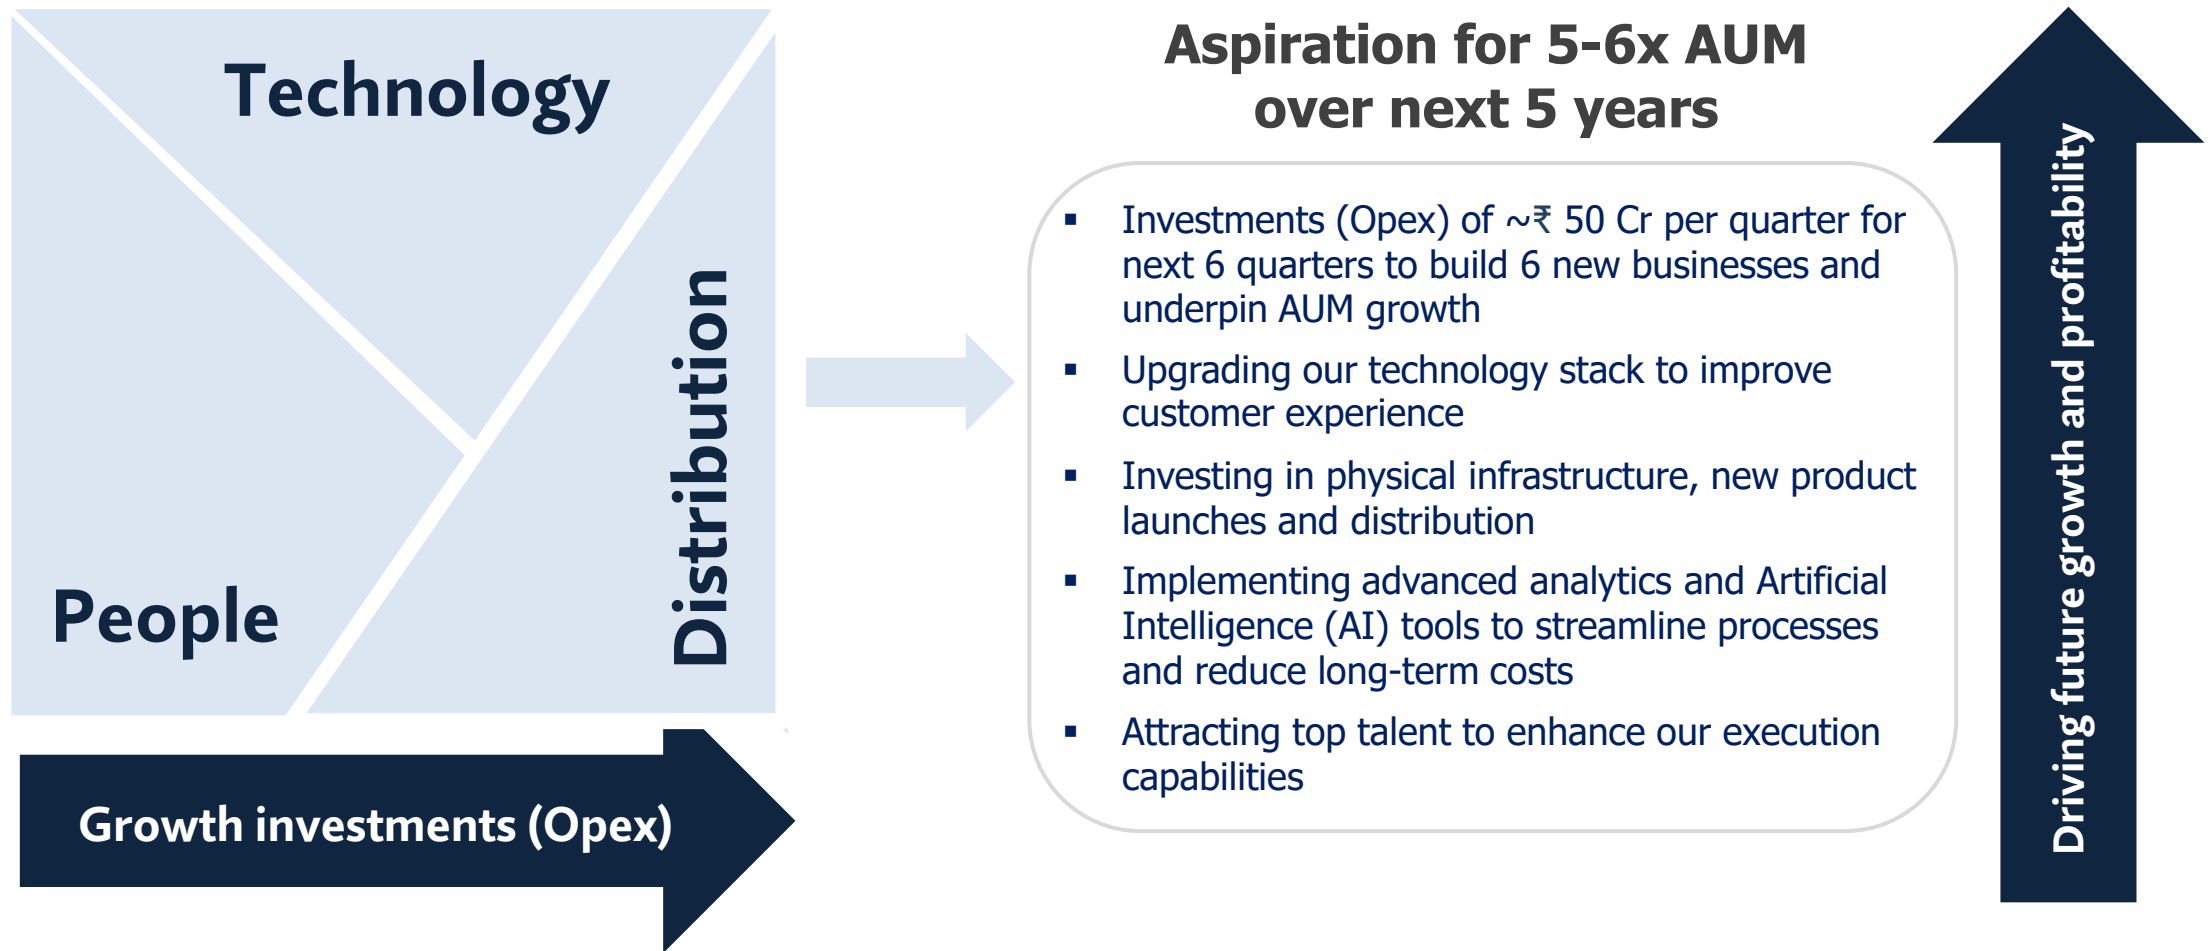 Technology
People
Distribution
Growth investments (Opex)
Aspiration for 5-6x AUM
over next 5 years
▪ Investments (Opex) of ~₹ 50 Cr per quarter for
next 6 quarters to build 6 new businesses and
underpin AUM growth
▪ Upgrading our technology stack to improve
customer experience
▪ Investing in physical infrastructure, new product
launches and distribution
▪ Implementing advanced analytics and Artificial
Intelligence (AI) tools to streamline processes
and reduce long-term costs
▪ Attracting top talent to enhance our execution
capabilities
Driving future growth and profitability